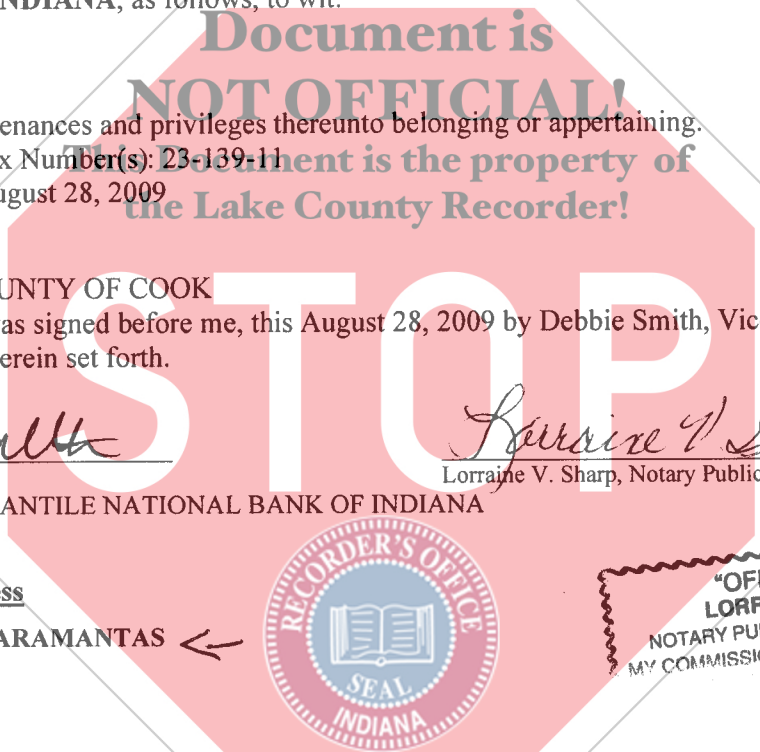 NDIANA, as follows, to wit:
Document is
NOT OFFICIAL!
enances and privileges thereunto belonging or appertaining.
x Number(s): 23-139-11
This Document is the property of
ugust 28, 2009
the Lake County Recorder!
UNTY OF COOK
as signed before me, this August 28, 2009 by Debbie Smith, Vic
erein set forth.
STOP
Lorraine V. S
Lorraine V. Sharp, Notary Public
ANTILE NATIONAL BANK OF INDIANA
RECORDER'S OFFICE
SEAL
INDIANA
ss
ARAMANTAS
"OF
LORR
NOTARY PU
MY COMMISSIO